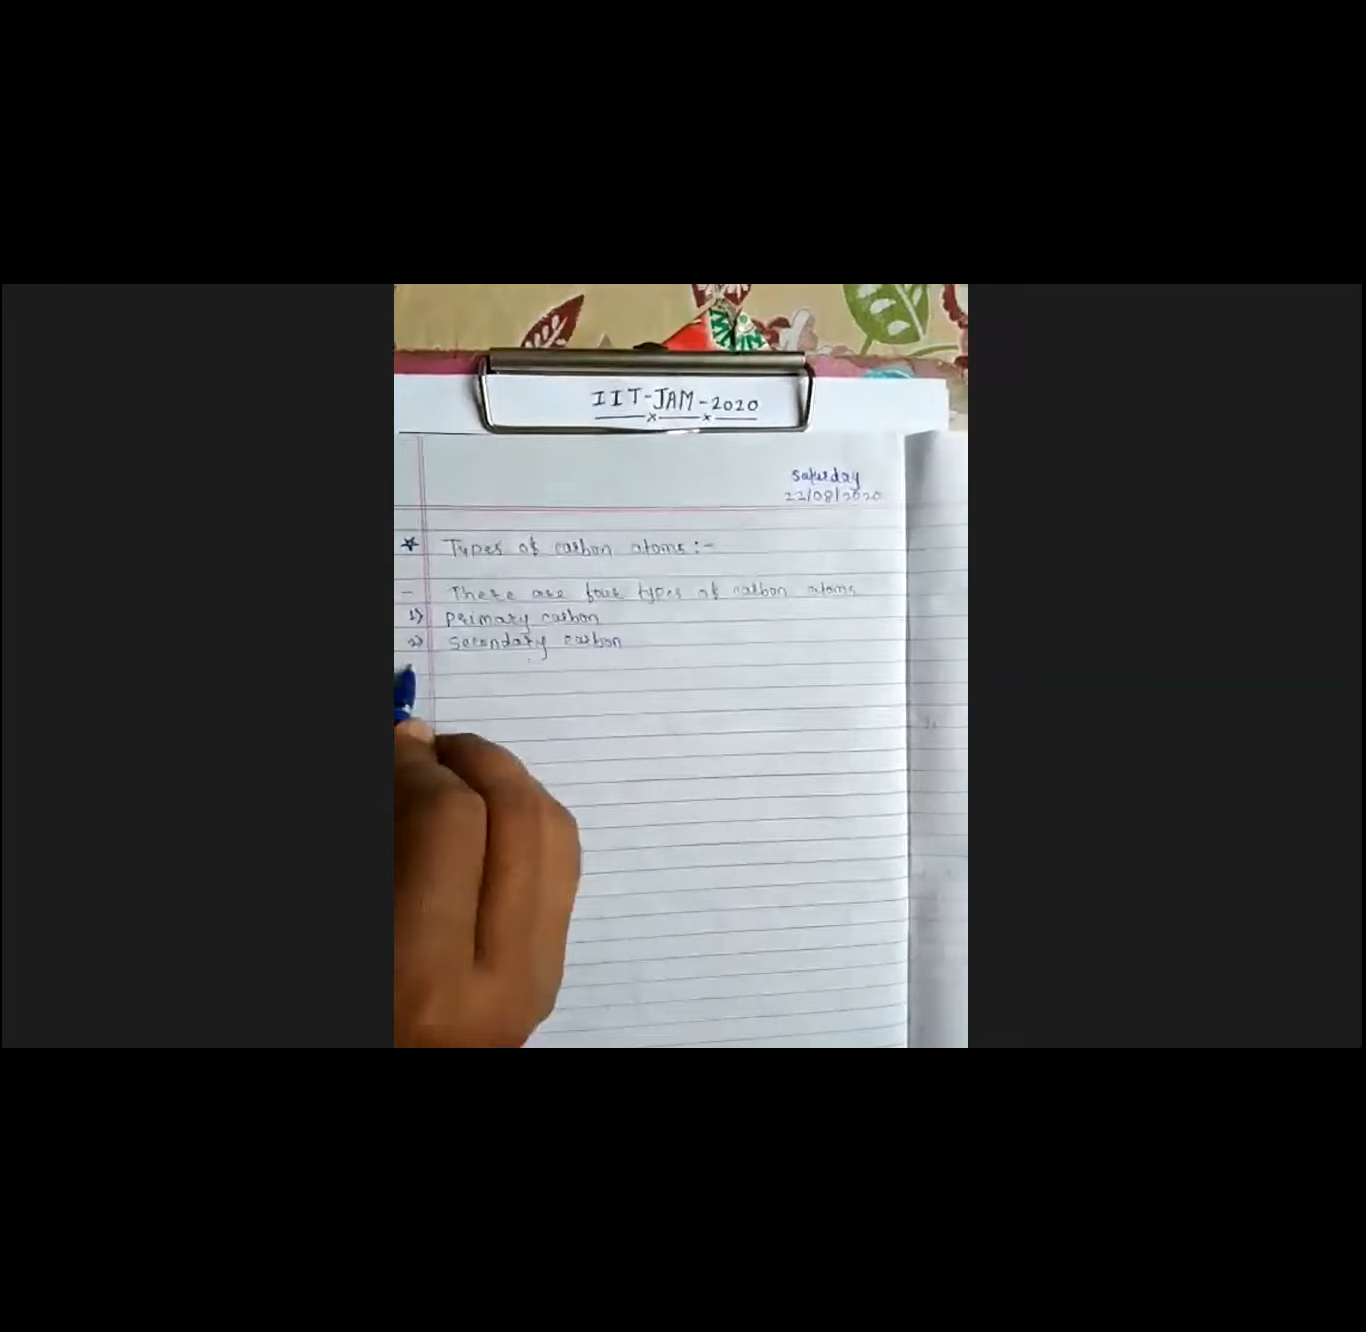 IIT-JAM-2020
Saturday
22/08/2020
Types of carbon atoms:-
- There are four types of carbon atoms
1) Primary carbon
2) Secondary carbon